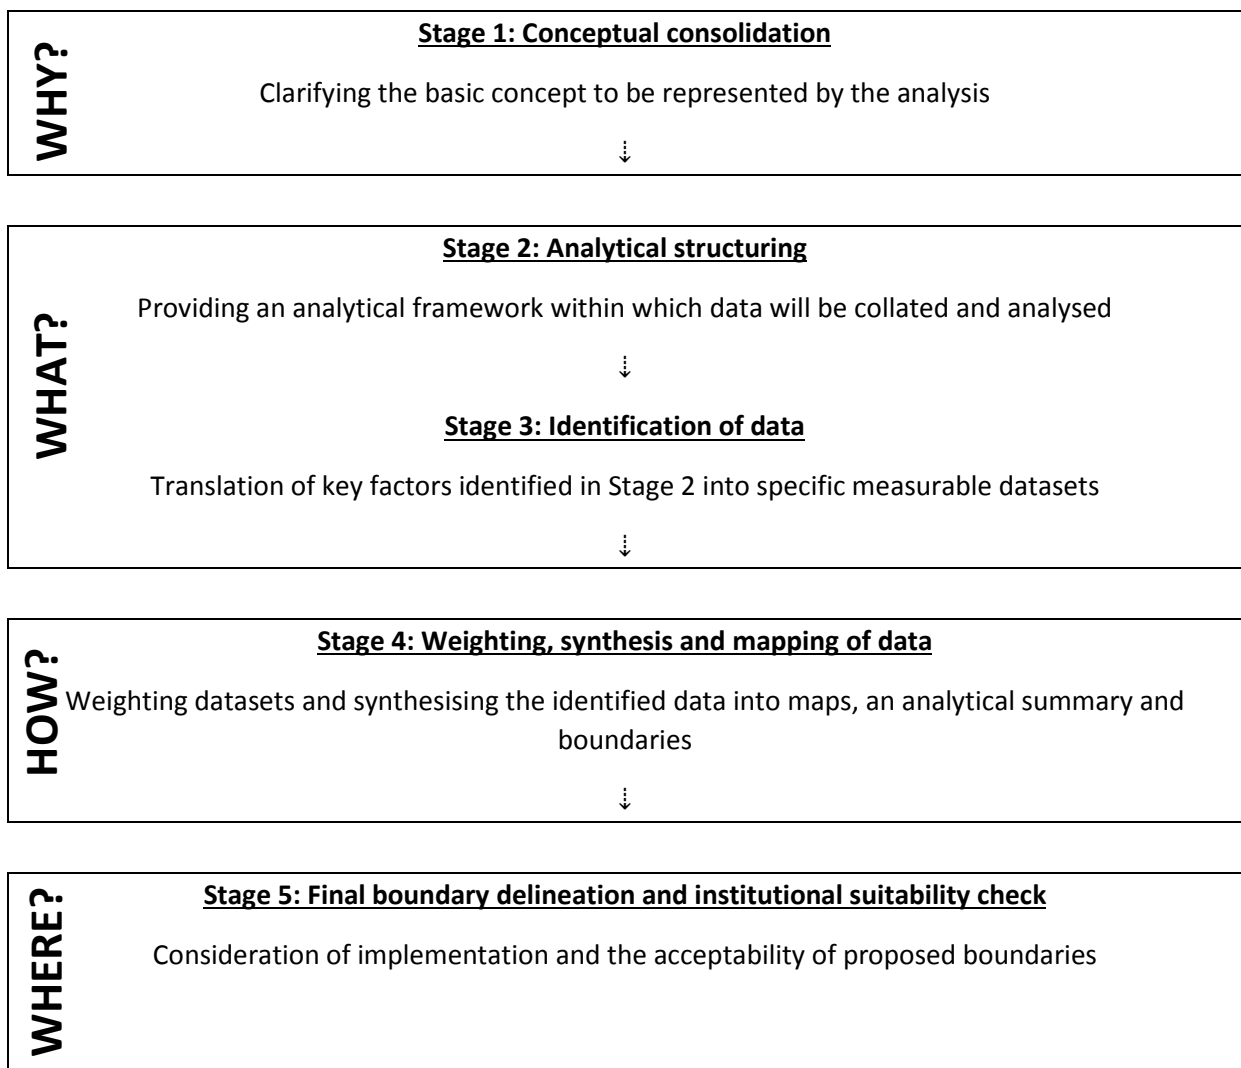 WHY?
Stage 1: Conceptual consolidation
Clarifying the basic concept to be represented by the analysis
⇣
WHAT?
Stage 2: Analytical structuring
Providing an analytical framework within which data will be collated and analysed
⇣
Stage 3: Identification of data
Translation of key factors identified in Stage 2 into specific measurable datasets
⇣
HOW?
Stage 4: Weighting, synthesis and mapping of data
Weighting datasets and synthesising the identified data into maps, an analytical summary and
boundaries
⇣
WHERE?
Stage 5: Final boundary delineation and institutional suitability check
Consideration of implementation and the acceptability of proposed boundaries